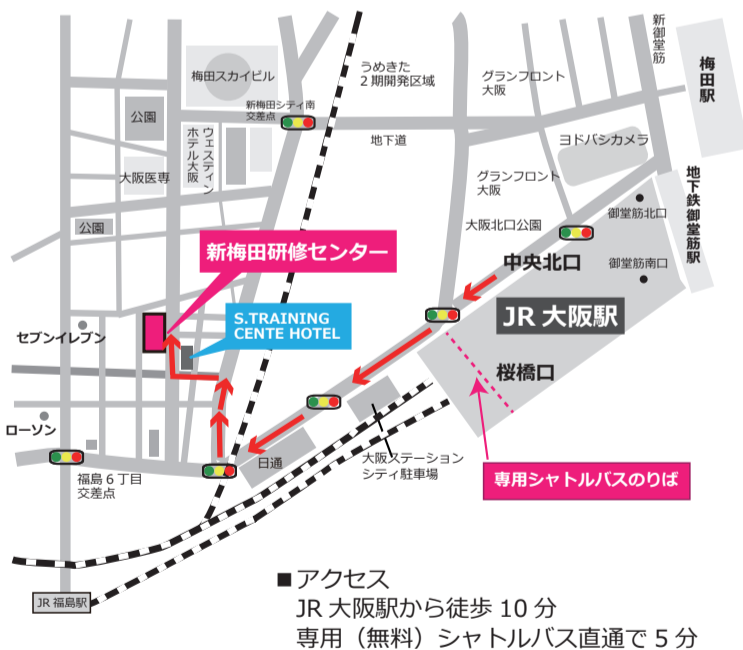 新御堂筋
梅田駅
うめきた
2期開発区域
グランフロント
大阪
梅田スカイビル
新梅田シティ南
交差点
公園
ウェスティン
ホテル大阪
地下道
ヨドバシカメラ
大阪医専
グランフロント
大阪
地下鉄御堂筋駅
御堂筋北口
公園
大阪北口公園
新梅田研修センター
中央北口
御堂筋南口
S.TRAINING
CENTE HOTEL
JR 大阪駅
セブンイレブン
桜橋口
ローソン
日通
大阪ステーション
シティ駐車場
専用シャトルバスのりば
福島6丁目
交差点
JR 福島駅
■ アクセス
JR 大阪駅から徒歩 10 分
専用（無料）シャトルバス直通で 5 分